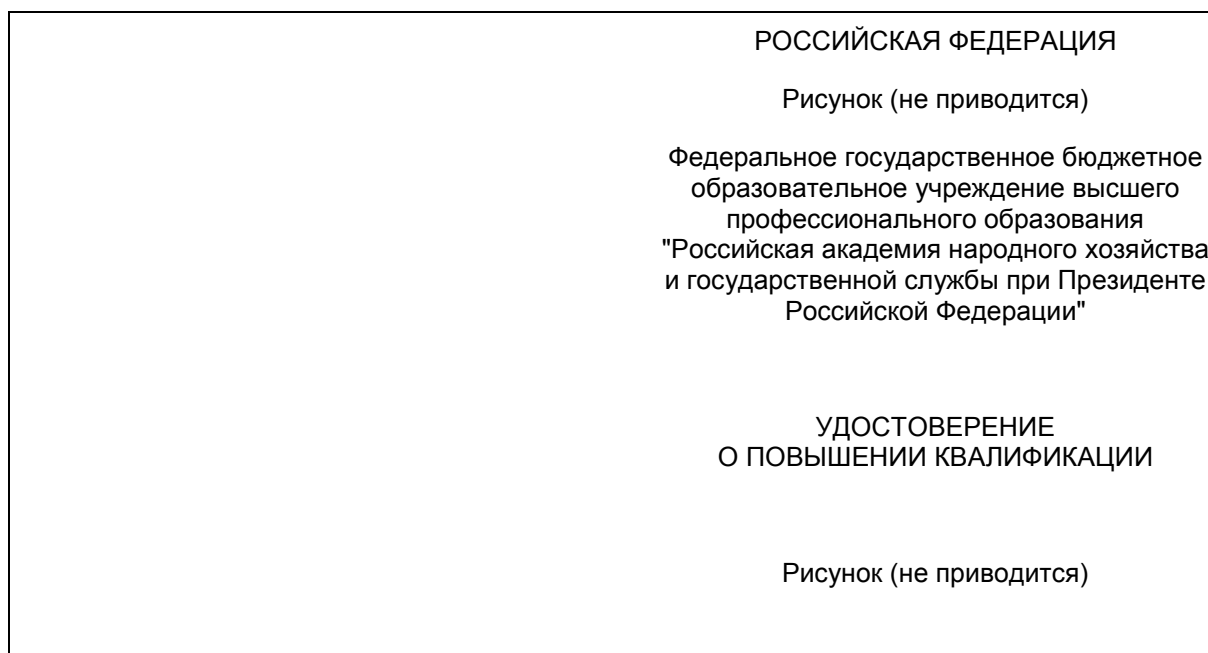 РОССИЙСКАЯ ФЕДЕРАЦИЯ
Рисунок (не приводится)
Федеральное государственное бюджетное
образовательное учреждение высшего
профессионального образования
"Российская академия народного хозяйства
и государственной службы при Президенте
Российской Федерации"
УДОСТОВЕРЕНИЕ
О ПОВЫШЕНИИ КВАЛИФИКАЦИИ
Рисунок (не приводится)